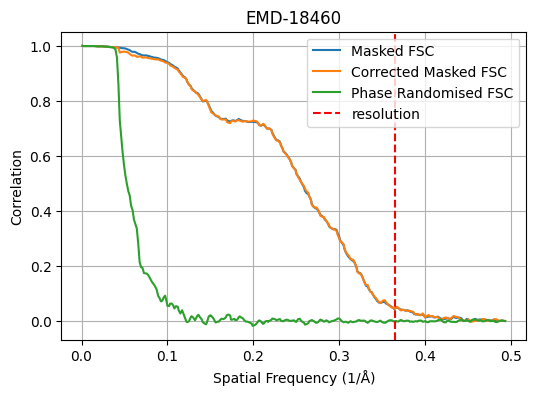 EMD-18460
Masked FSC
Corrected Masked FSC
Phase Randomised FSC
resolution
Correlation
1.0
0.8
0.6
0.4
0.2
0.0
0.0 0.1 0.2 0.3 0.4 0.5
Spatial Frequency (1/Å)